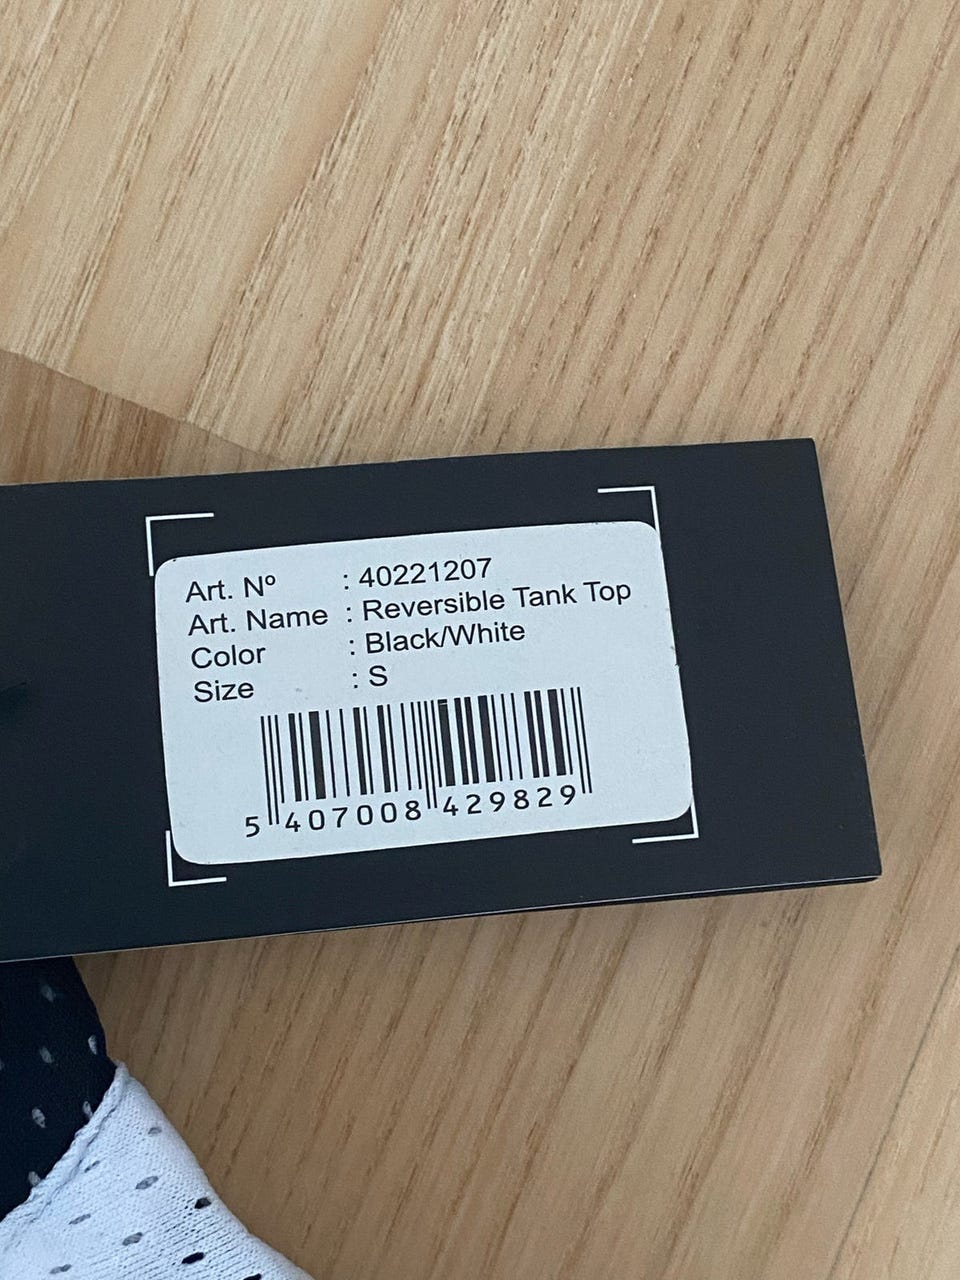 Art. Nº : 40221207
Art. Name : Reversible Tank Top
Color : Black/White
Size : S
5 407008 429829